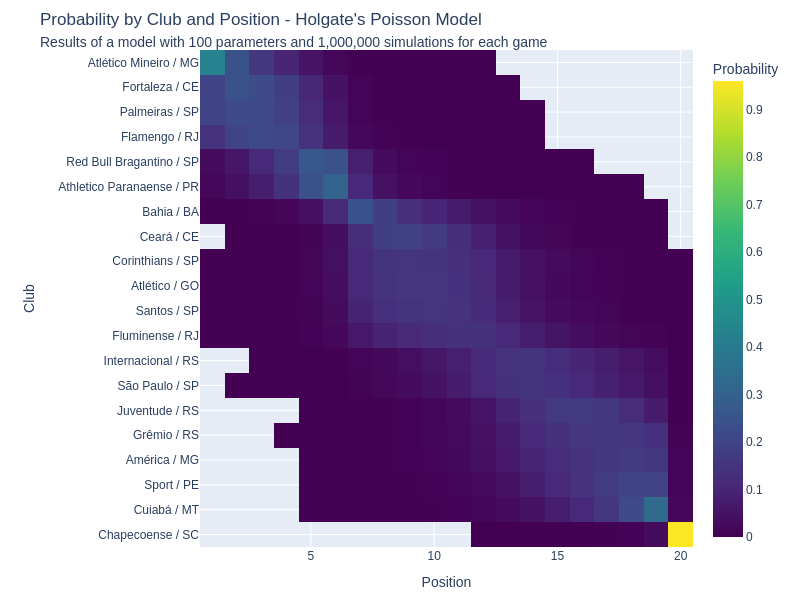 Probability by Club and Position - Holgate's Poisson Model
Results of a model with 100 parameters and 1,000,000 simulations for each game
Probability
Atlético Mineiro / MG
Fortaleza / CE
Palmeiras / SP
Flamengo / RJ
Red Bull Bragantino / SP
Athletico Paranaense / PR
Bahia / BA
Ceará / CE
Corinthians / SP
Atlético / GO
Santos / SP
Fluminense / RJ
Internacional / RS
São Paulo / SP
Juventude / RS
Grêmio / RS
América / MG
Sport / PE
Cuiabá / MT
Chapecoense / SC
Club
5
10
15
20
Position
0.9
0.8
0.7
0.6
0.5
0.4
0.3
0.2
0.1
0